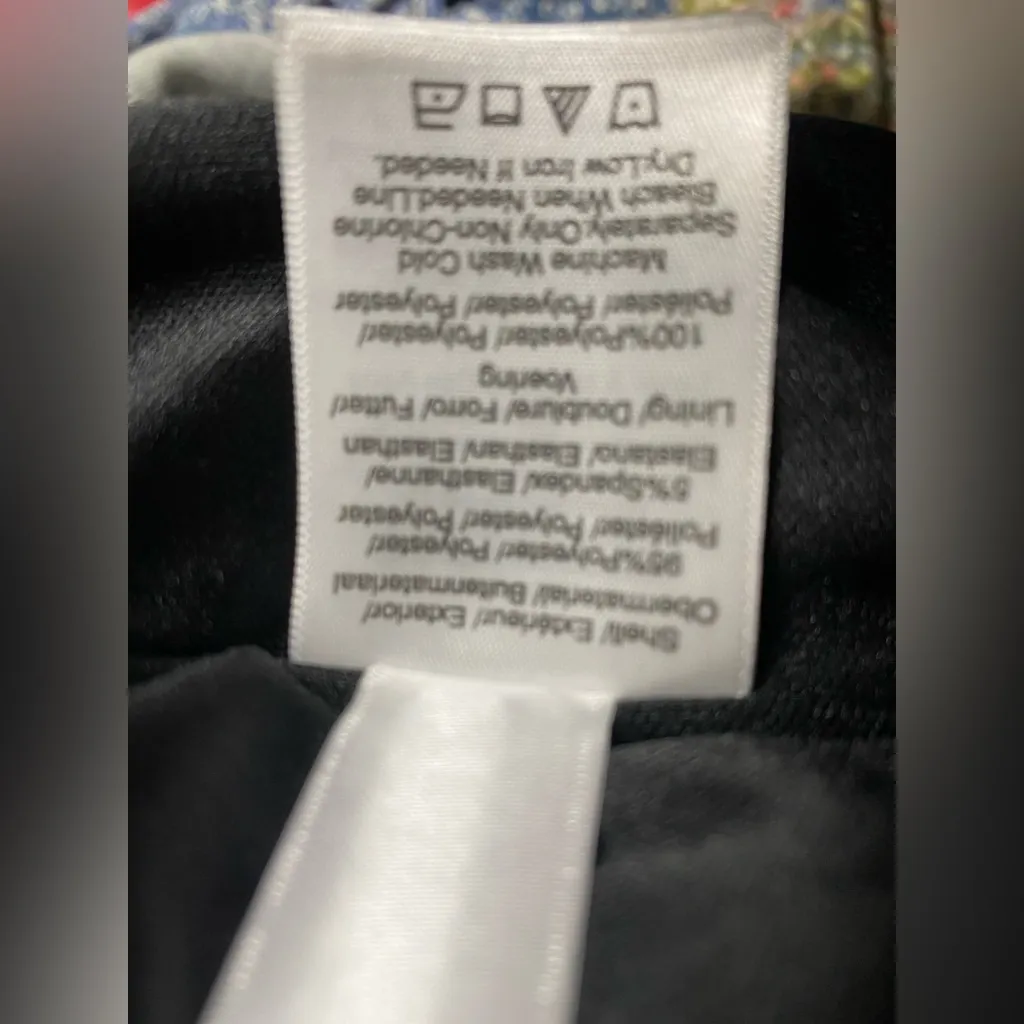 Shell/ Extérieur/ Exterior/
Obermaterial/ Buitenmateriaal
95%Polyester/ Polyester/
Poliéster/ Polyester/ Polyester
5%Spandex/ Elasthanne/
Elastano/ Elasthan/ Elasthan
Lining/ Doublure/ Forro/ Futter/
Voering
100%Polyester/ Polyester/
Poliéster/ Polyester/ Polyester
Machine Wash Cold
Separately.Only Non-Chlorine
Bleach When Needed.Line
Dry.Low Iron If Needed.